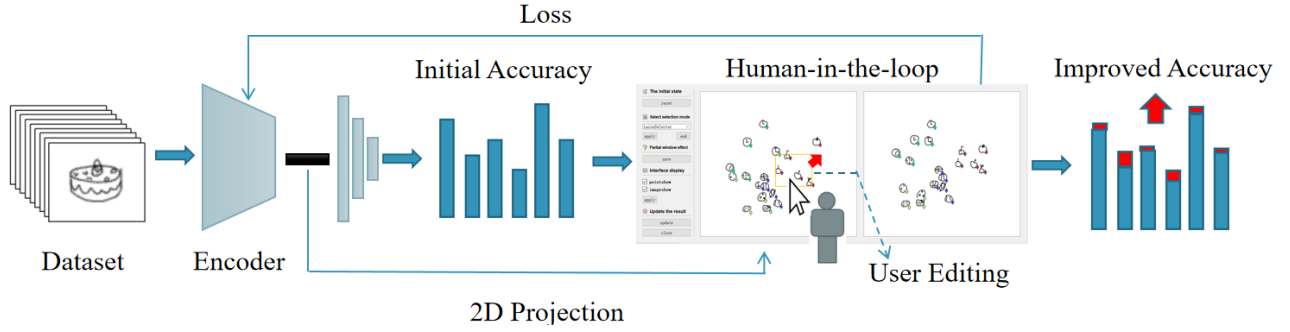 Loss
Initial Accuracy
Human-in-the-loop
Improved Accuracy
The initial state
reset
Select selection mode
LassoSelector
apply end
Partial window effect
save
Interface display
pointshow
imageshow
apply
Update the result
update
close
Dataset
Encoder
User Editing
2D Projection